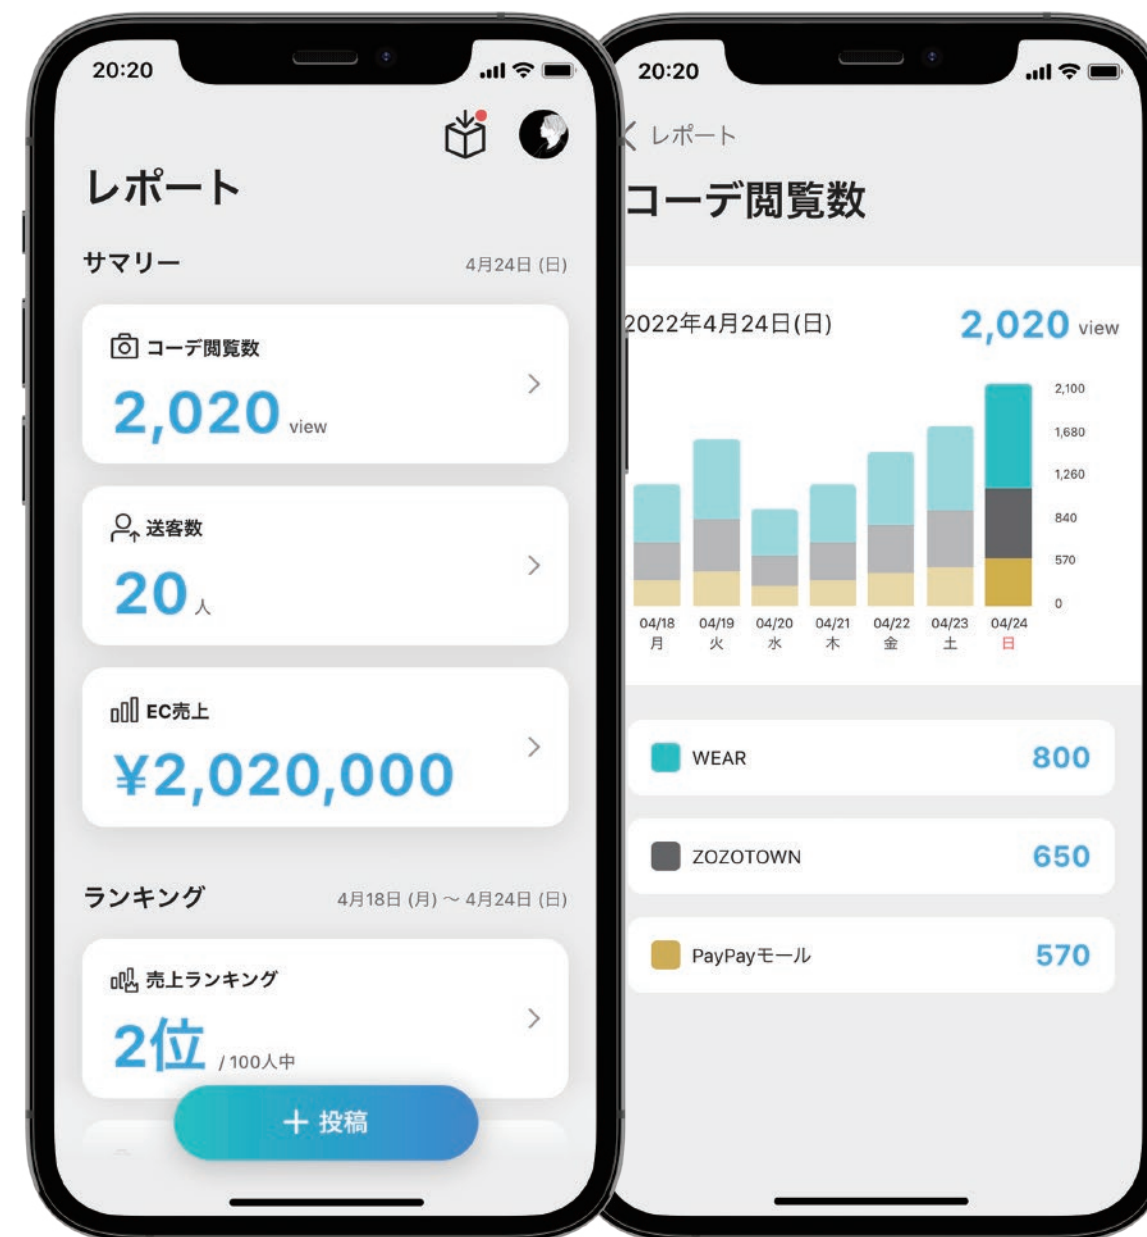 20:20
レポート
サマリー 4月24日 (日)
コーデ閲覧数
2,020 view
送客数
20 人
EC売上
¥2,020,000
ランキング 4月18日 (月) ～ 4月24日 (日)
売上ランキング
2位 / 100人中
＋ 投稿
20:20
レポート
コーデ閲覧数
2022年4月24日(日) 2,020 view
2,100
1,680
1,260
840
570
0
04/18 04/19 04/20 04/21 04/22 04/23 04/24
月 火 水 木 金 土 日
WEAR 800
ZOZOTOWN 650
PayPayモール 570